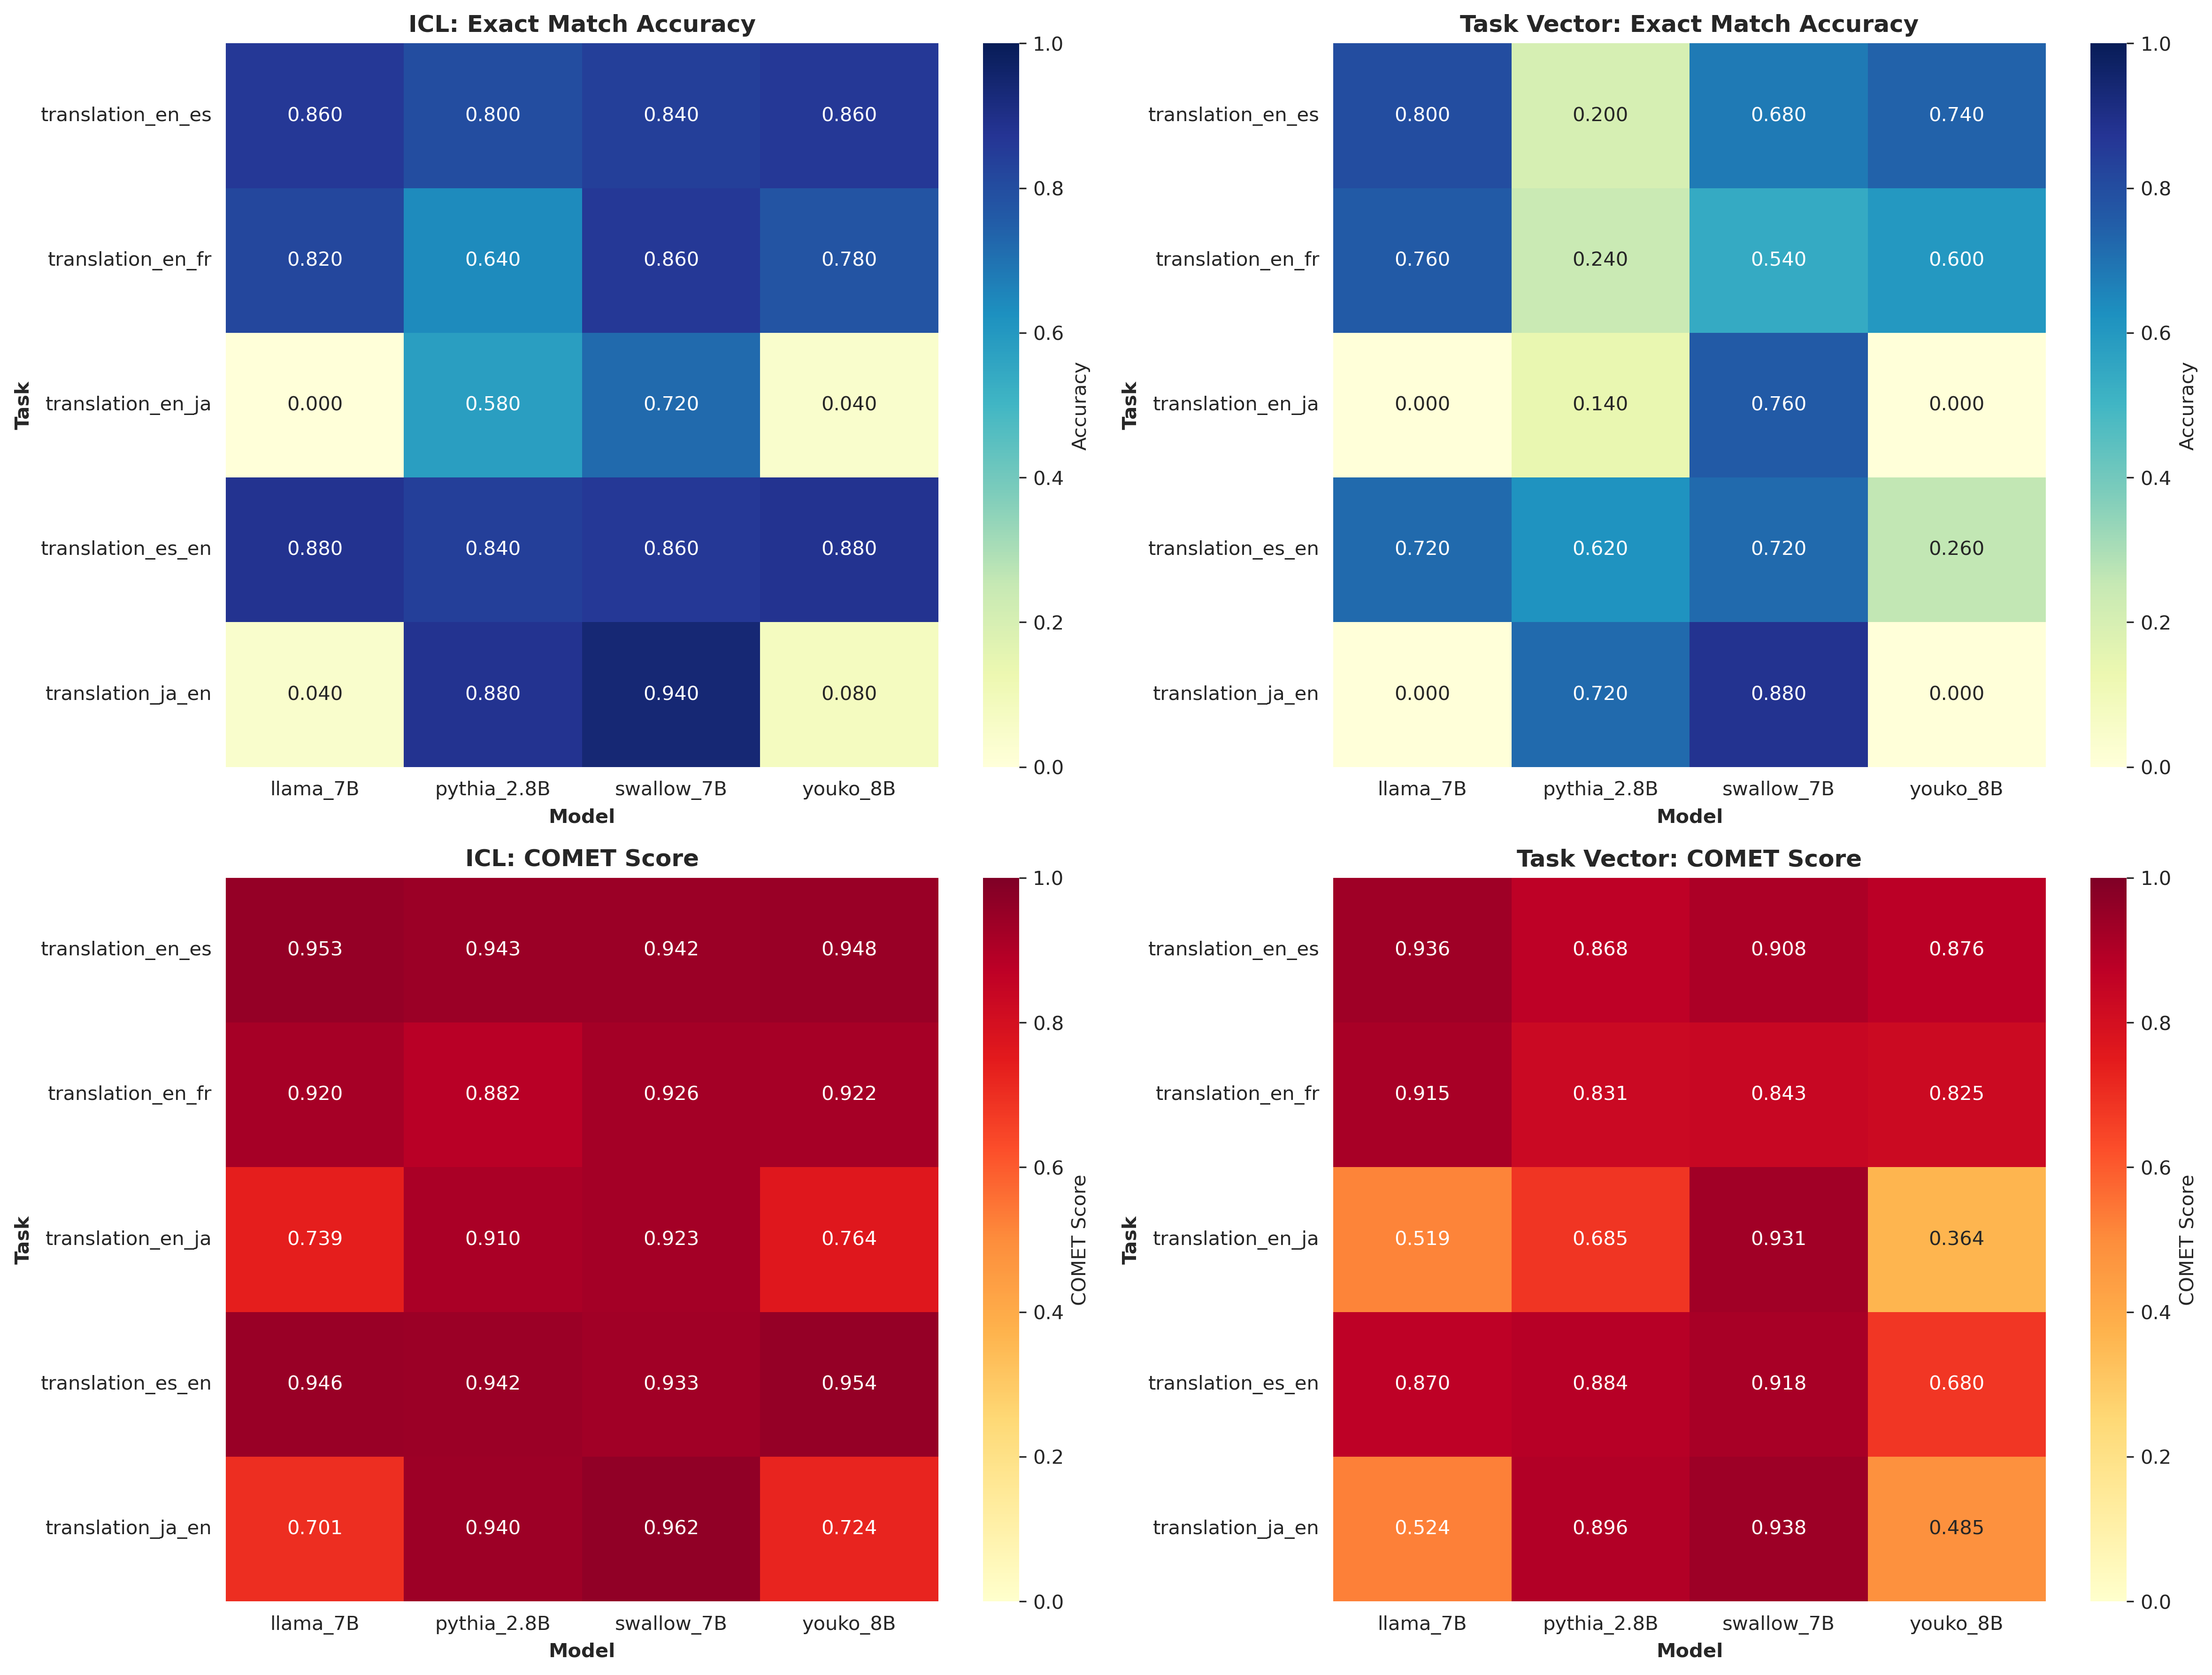 ICL: Exact Match Accuracy
Task
translation_en_es 0.860 0.800 0.840 0.860
translation_en_fr 0.820 0.640 0.860 0.780
translation_en_ja 0.000 0.580 0.720 0.040
translation_es_en 0.880 0.840 0.860 0.880
translation_ja_en 0.040 0.880 0.940 0.080
llama_7B pythia_2.8B swallow_7B youko_8B
Model
1.0
0.8
0.6
0.4
0.2
0.0
Accuracy
Task Vector: Exact Match Accuracy
Task
translation_en_es 0.800 0.200 0.680 0.740
translation_en_fr 0.760 0.240 0.540 0.600
translation_en_ja 0.000 0.140 0.760 0.000
translation_es_en 0.720 0.620 0.720 0.260
translation_ja_en 0.000 0.720 0.880 0.000
llama_7B pythia_2.8B swallow_7B youko_8B
Model
1.0
0.8
0.6
0.4
0.2
0.0
Accuracy
ICL: COMET Score
Task
translation_en_es 0.953 0.943 0.942 0.948
translation_en_fr 0.920 0.882 0.926 0.922
translation_en_ja 0.739 0.910 0.923 0.764
translation_es_en 0.946 0.942 0.933 0.954
translation_ja_en 0.701 0.940 0.962 0.724
llama_7B pythia_2.8B swallow_7B youko_8B
Model
1.0
0.8
0.6
0.4
0.2
0.0
COMET Score
Task Vector: COMET Score
Task
translation_en_es 0.936 0.868 0.908 0.876
translation_en_fr 0.915 0.831 0.843 0.825
translation_en_ja 0.519 0.685 0.931 0.364
translation_es_en 0.870 0.884 0.918 0.680
translation_ja_en 0.524 0.896 0.938 0.485
llama_7B pythia_2.8B swallow_7B youko_8B
Model
1.0
0.8
0.6
0.4
0.2
0.0
COMET Score